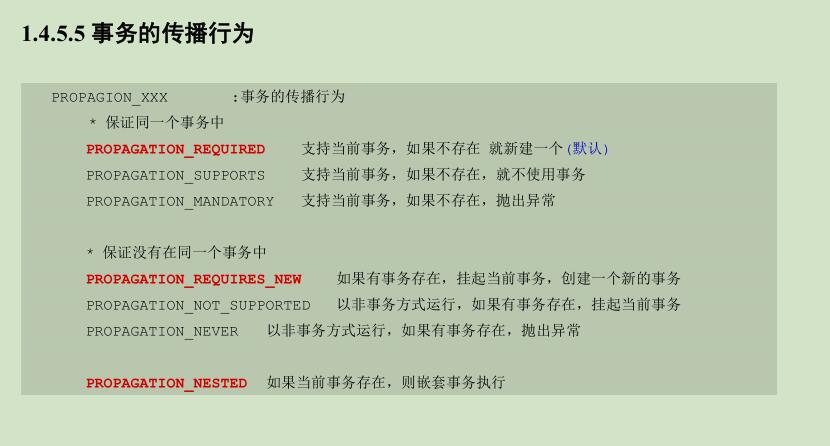 1.4.5.5 事务的传播行为
PROPAGION_XXX :事务的传播行为
* 保证同一个事务中
PROPAGATION_REQUIRED 支持当前事务，如果不存在 就新建一个(默认)
PROPAGATION_SUPPORTS 支持当前事务，如果不存在，就不使用事务
PROPAGATION_MANDATORY 支持当前事务，如果不存在，抛出异常
* 保证没有在同一个事务中
PROPAGATION_REQUIRES_NEW 如果有事务存在，挂起当前事务，创建一个新的事务
PROPAGATION_NOT_SUPPORTED 以非事务方式运行，如果有事务存在，挂起当前事务
PROPAGATION_NEVER 以非事务方式运行，如果有事务存在，抛出异常
PROPAGATION_NESTED 如果当前事务存在，则嵌套事务执行